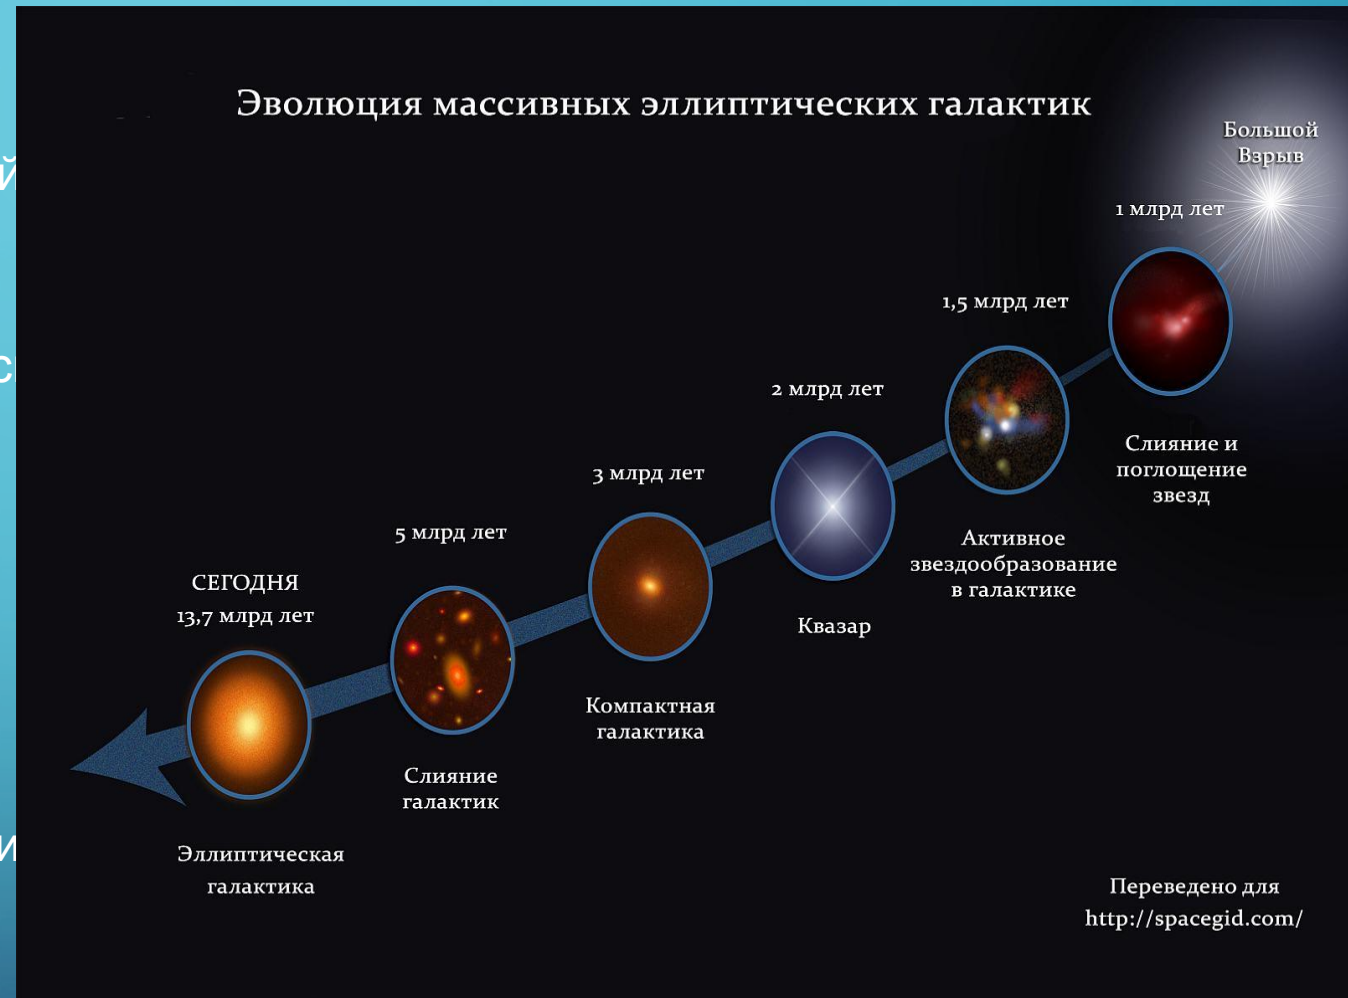 Эволюция массивных эллиптических галактик
Большой
Взрыв
1 млрд лет
Слияние и
поглощение
звезд
1,5 млрд лет
Активное
звездообразование
в галактике
2 млрд лет
Квазар
3 млрд лет
Компактная
галактика
5 млрд лет
Слияние
галактик
СЕГОДНЯ
13,7 млрд лет
Эллиптическая
галактика
Переведено для
http://spacegid.com/